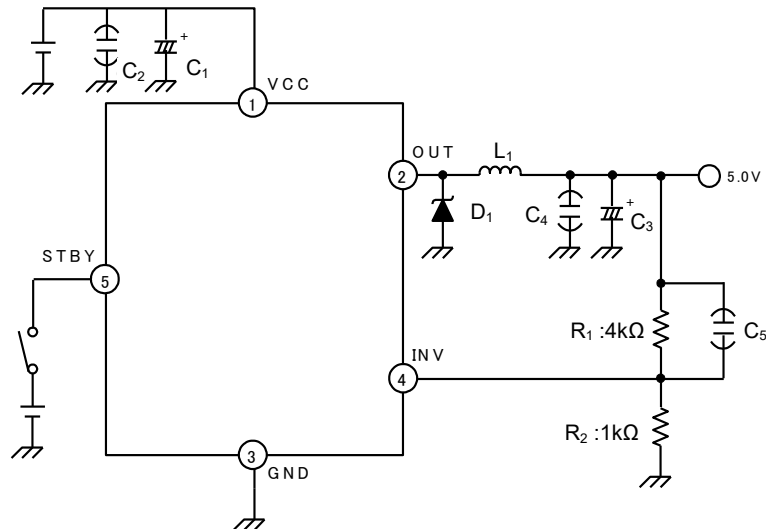 C2
C1
VCC
1
OUT
2
L1
5.0V
D1
C4
C3
STBY
5
R1 :4kΩ
C5
INV
4
R2 :1kΩ
3
GND
+
+